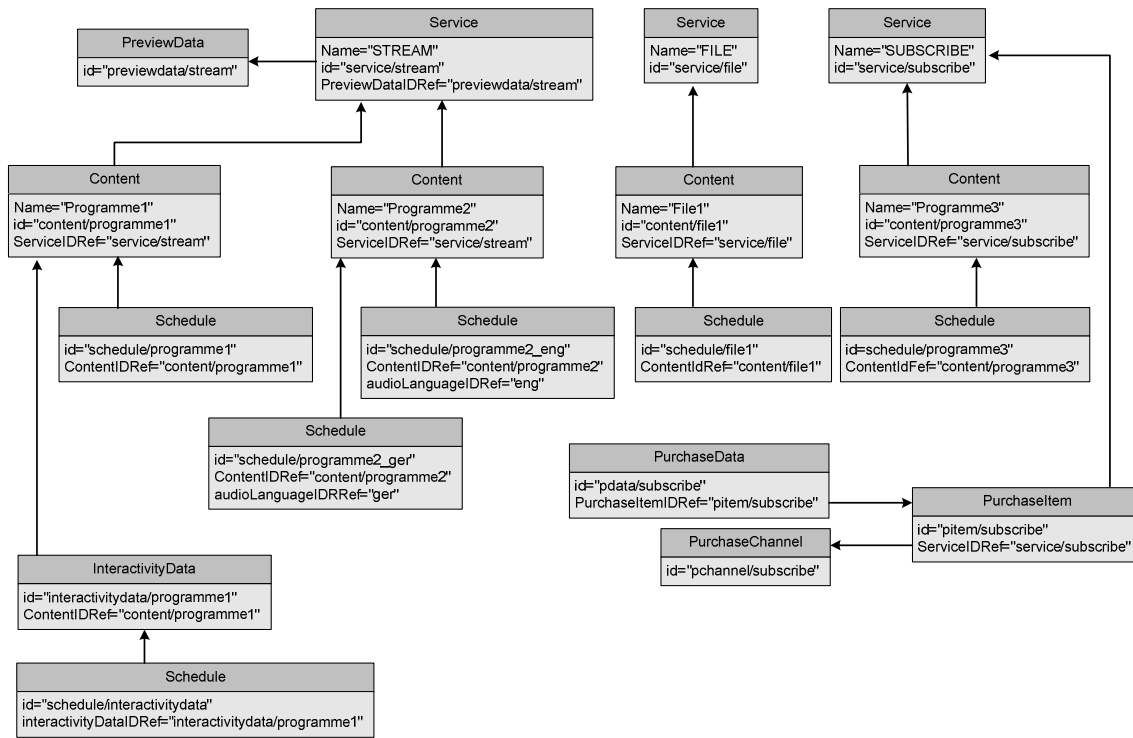 PreviewData
id="previewdata/stream"
Service
Name="STREAM"
id="service/stream"
PreviewDataIDRef="previewdata/stream"
Service
Name="FILE"
id="service/file"
Service
Name="SUBSCRIBE"
id="service/subscribe"
Content
Name="Programme1"
id="content/programme1"
ServiceIDRef="service/stream"
Content
Name="Programme2"
id="content/programme2"
ServiceIDRef="service/stream"
Content
Name="File1"
id="content/file1"
ServiceIDRef="service/file"
Content
Name="Programme3"
id="content/programme3"
ServiceIDRef="service/subscribe"
Schedule
id="schedule/programme1"
ContentIDRef="content/programme1"
Schedule
id="schedule/programme2_eng"
ContentIDRef="content/programme2"
audioLanguageIDRef="eng"
Schedule
id="schedule/file1"
ContentIdRef="content/file1"
Schedule
id=schedule/programme3"
ContentIdFef="content/programme3"
Schedule
id="schedule/programme2_ger"
ContentIDRef="content/programme2"
audioLanguageIDRRef="ger"
PurchaseData
id="pdata/subscribe"
PurchaseItemIDRef="pitem/subscribe"
PurchaseItem
id="pitem/subscribe"
ServiceIDRef="service/subscribe"
PurchaseChannel
id="pchannel/subscribe"
InteractivityData
id="interactivitydata/programme1"
ContentIDRef="content/programme1"
Schedule
id="schedule/interactivitydata"
interactivityDataIDRef="interactivitydata/programme1"